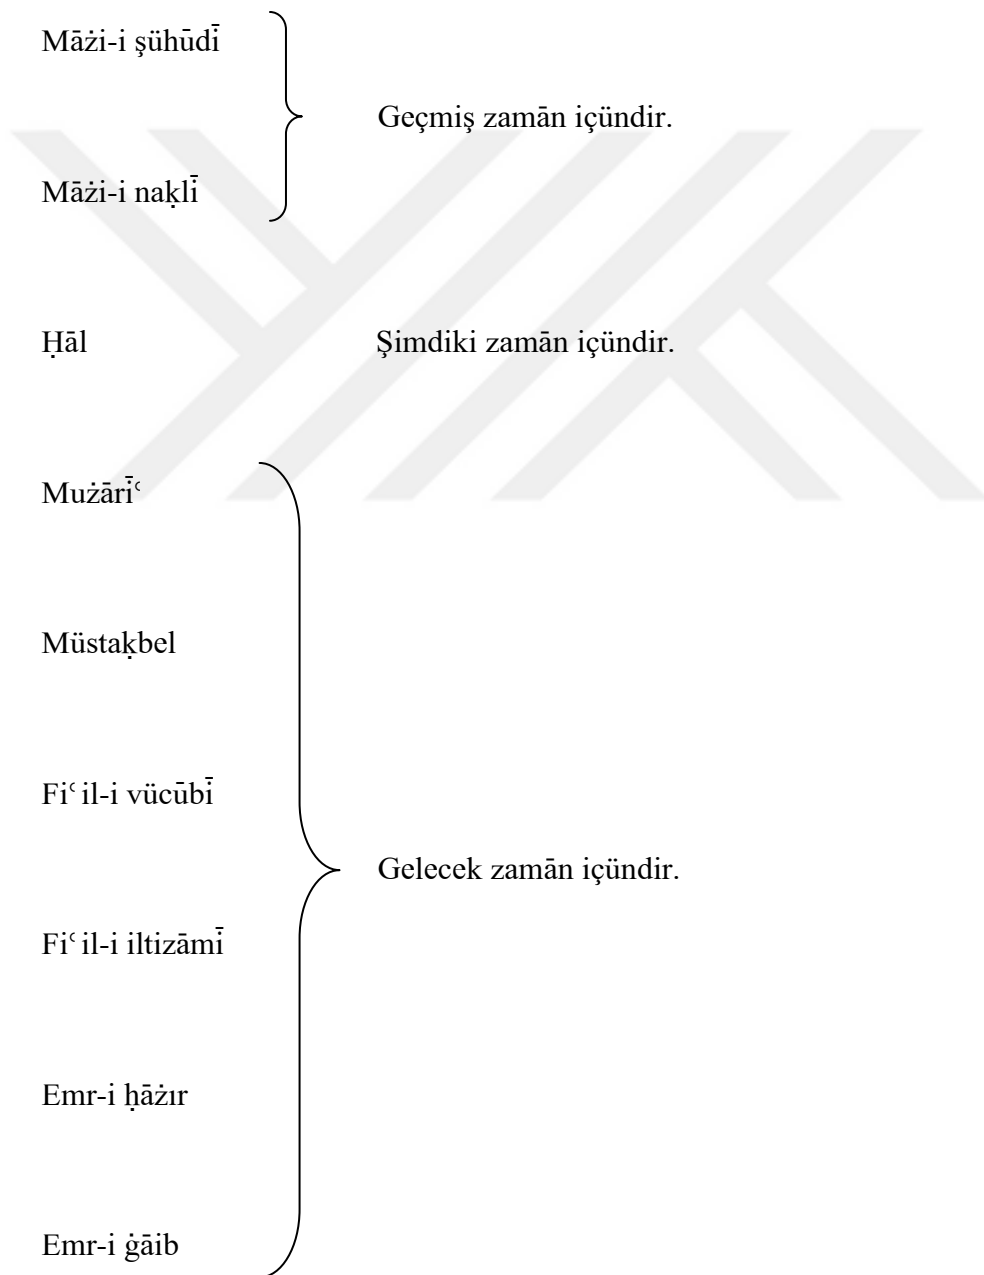 Māżi-i şühūdī
Geçmiş zamān içündir.
Māżi-i naḳlī
Ḥāl Şimdiki zamān içündir.
Mużārīʿ
Müstaḳbel
Fiʿil-i vücūbī
Gelecek zamān içündir.
Fiʿil-i iltizāmī
Emr-i ḥāżır
Emr-i ġāib